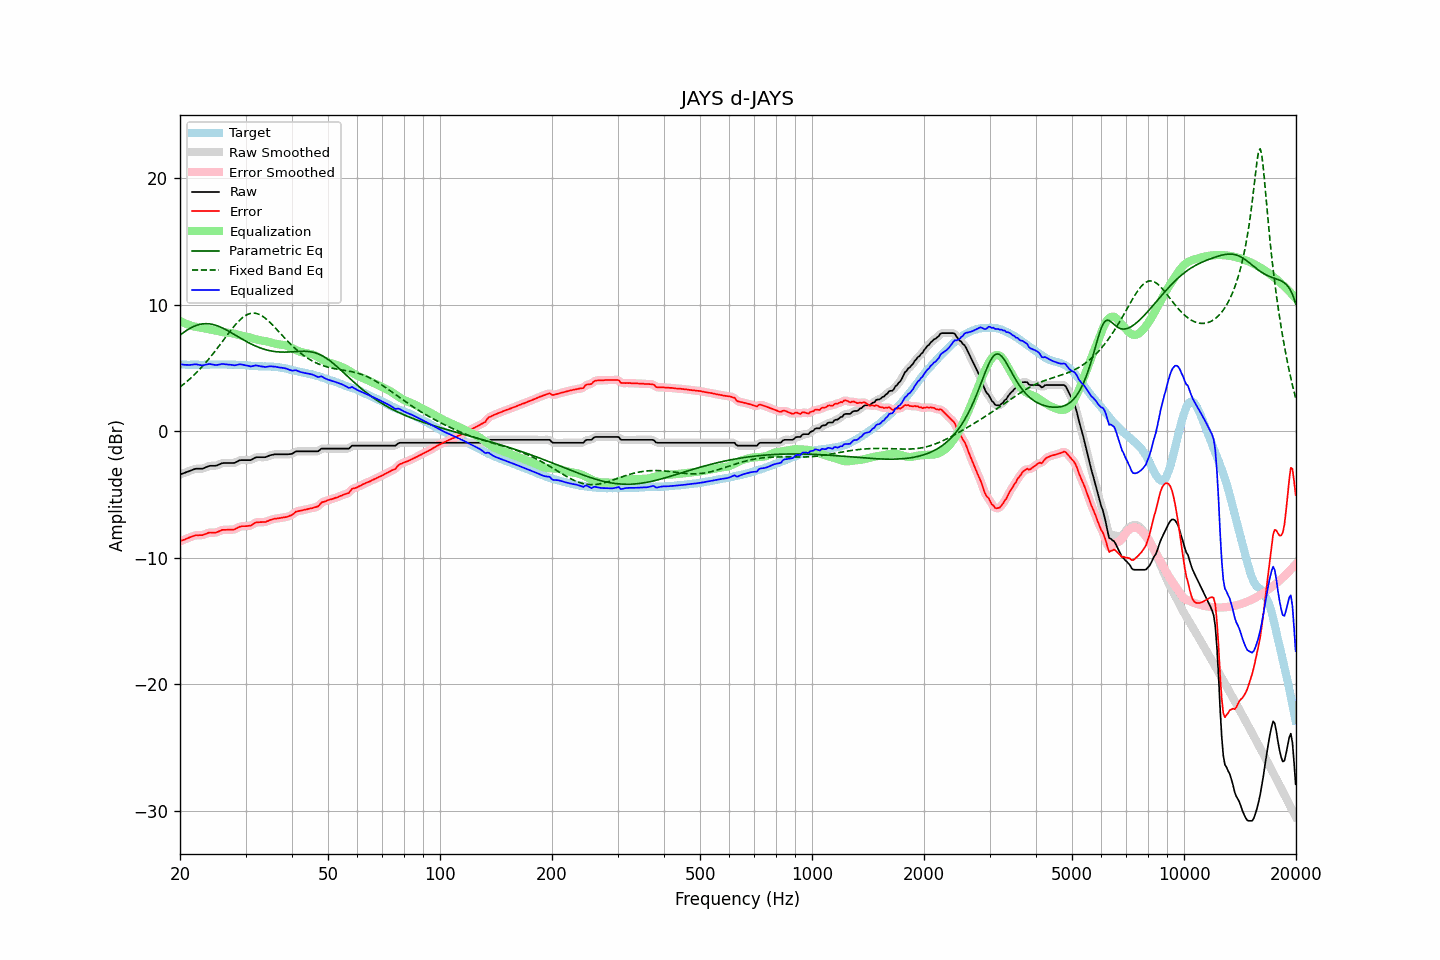 JAYS d-JAYS
Target
Raw Smoothed
Error Smoothed
Raw
Error
Equalization
Parametric Eq
Fixed Band Eq
Equalized
Amplitude (dBr)
20
10
0
−10
−20
−30
20
50
100
200
500
1000
2000
5000
10000
20000
Frequency (Hz)